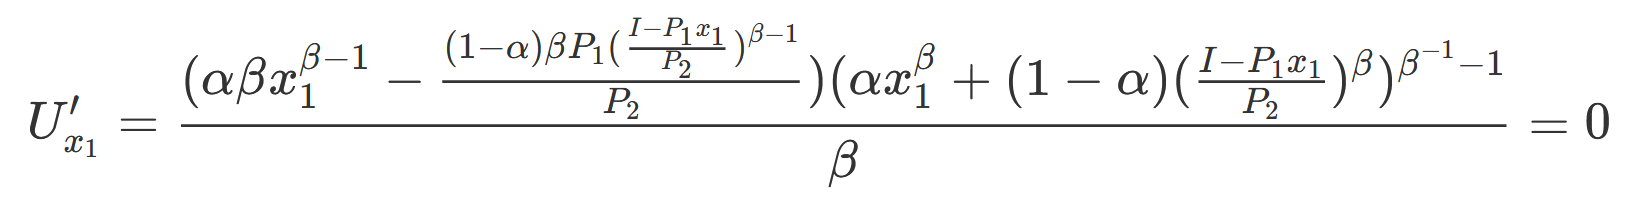 $U'_{x_1} = \frac{(\alpha\beta x_1^{\beta-1} - \frac{(1-\alpha)\beta P_1(\frac{I-P_1x_1}{P_2})^{\beta-1}}{P_2})(\alpha x_1^{\beta} + (1-\alpha)(\frac{I-P_1x_1}{P_2})^{\beta})^{\beta^{-1}-1}}{\beta} = 0$